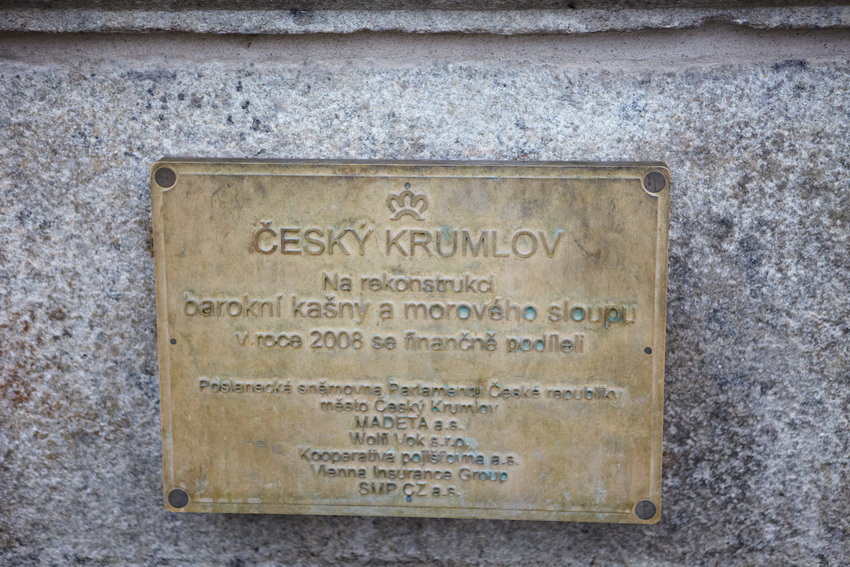 ČESKÝ KRUMLOV
Na rekonstrukci
barokní kašny a morového sloupu
v roce 2008 se finančně podíleli
Poslanecká sněmovna Parlamentu České republiky
město Český Krumlov
MADETA a.s.
Wolfi Vok s.r.o.
Kooperativa pojišťovna a.s.
Vienna Insurance Group
SMP CZ a.s.